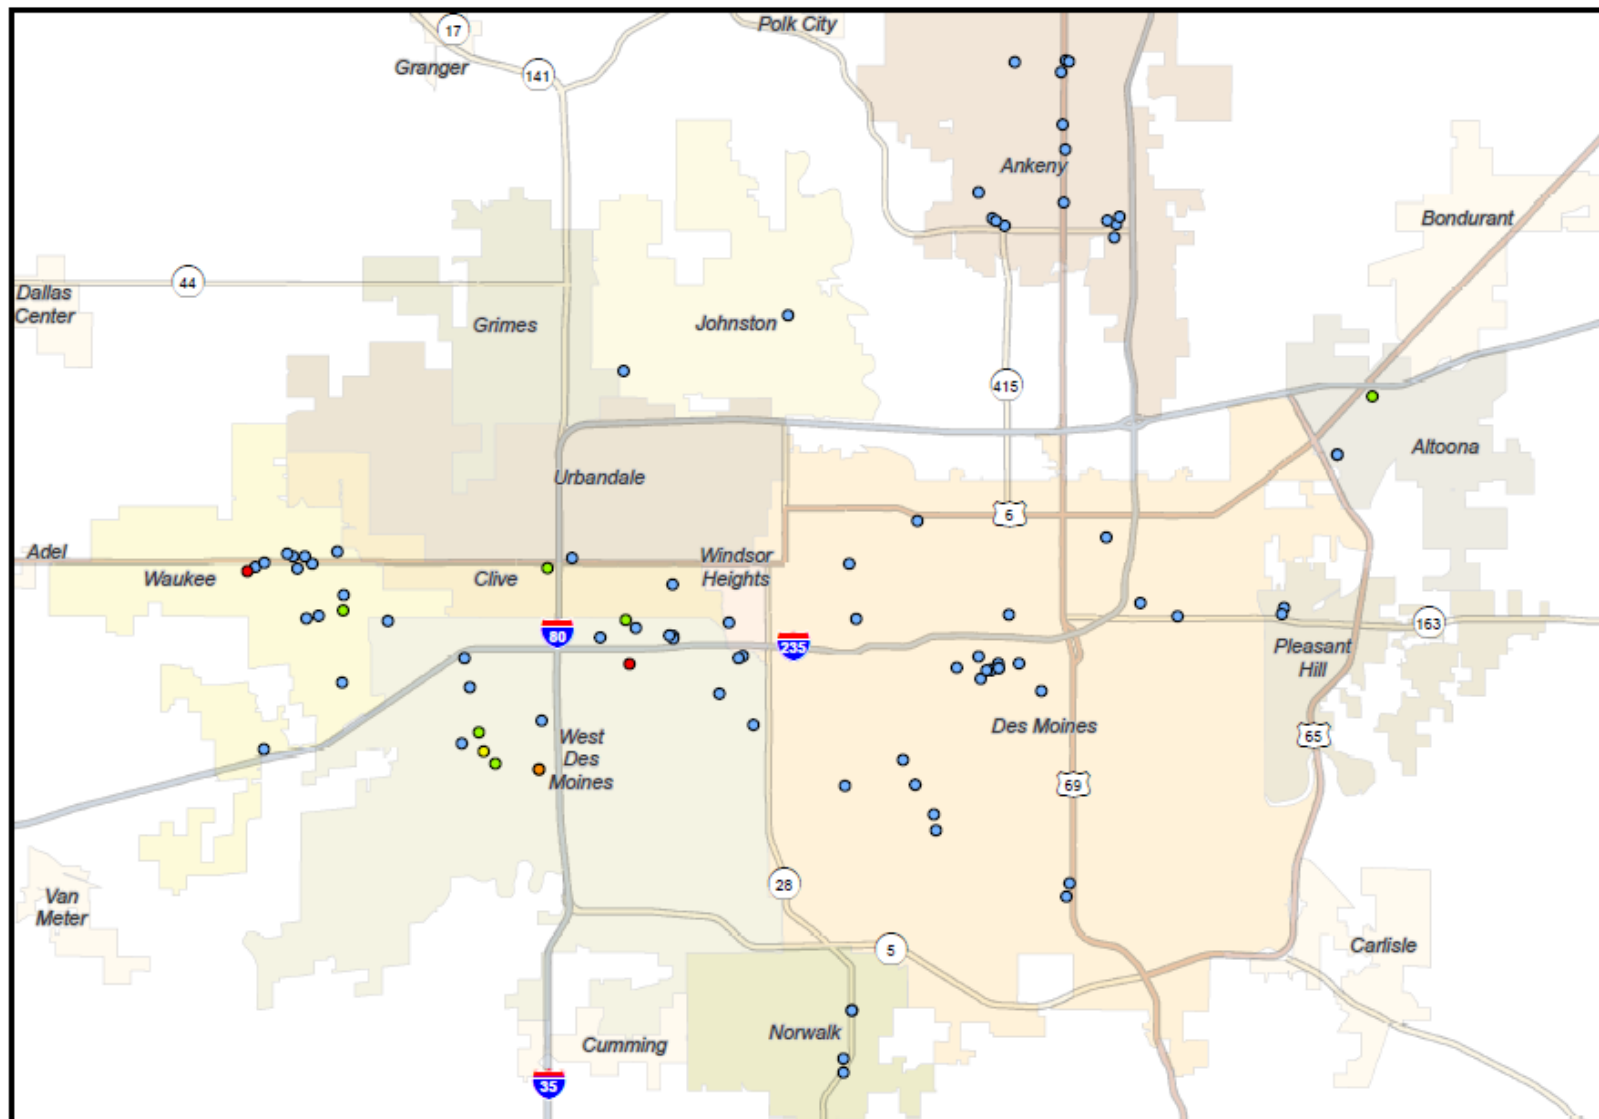 Polk City
17
Granger
141
Ankeny
Bondurant
44
Dallas
Center
Grimes
Johnston
415
Altoona
Urbandale
6
Adel
Waukee
Clive
Windsor
Heights
163
80
235
Pleasant
Hill
Des Moines
65
West
Des
Moines
69
28
Van
Meter
5
Carlisle
Norwalk
Cumming
35